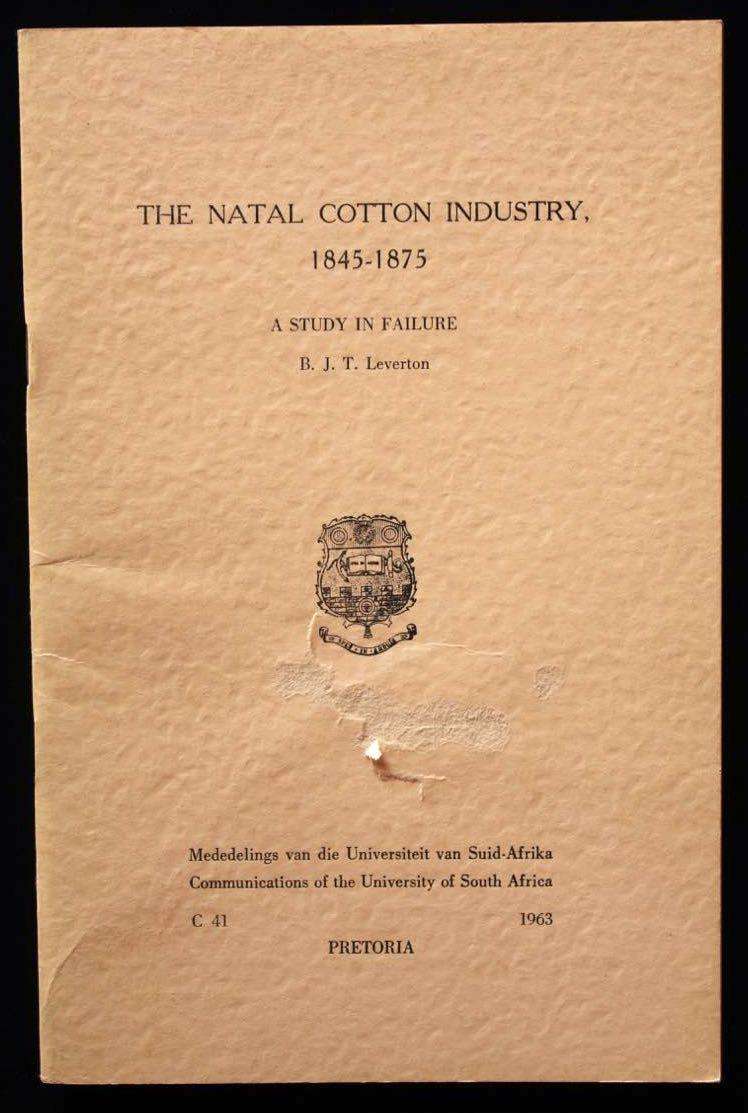 THE NATAL COTTON INDUSTRY,
1845-1875
A STUDY IN FAILURE
B. J. T. Leverton
Mededelings van die Universiteit van Suid-Afrika
Communications of the University of South Africa
C 41 1963
PRETORIA